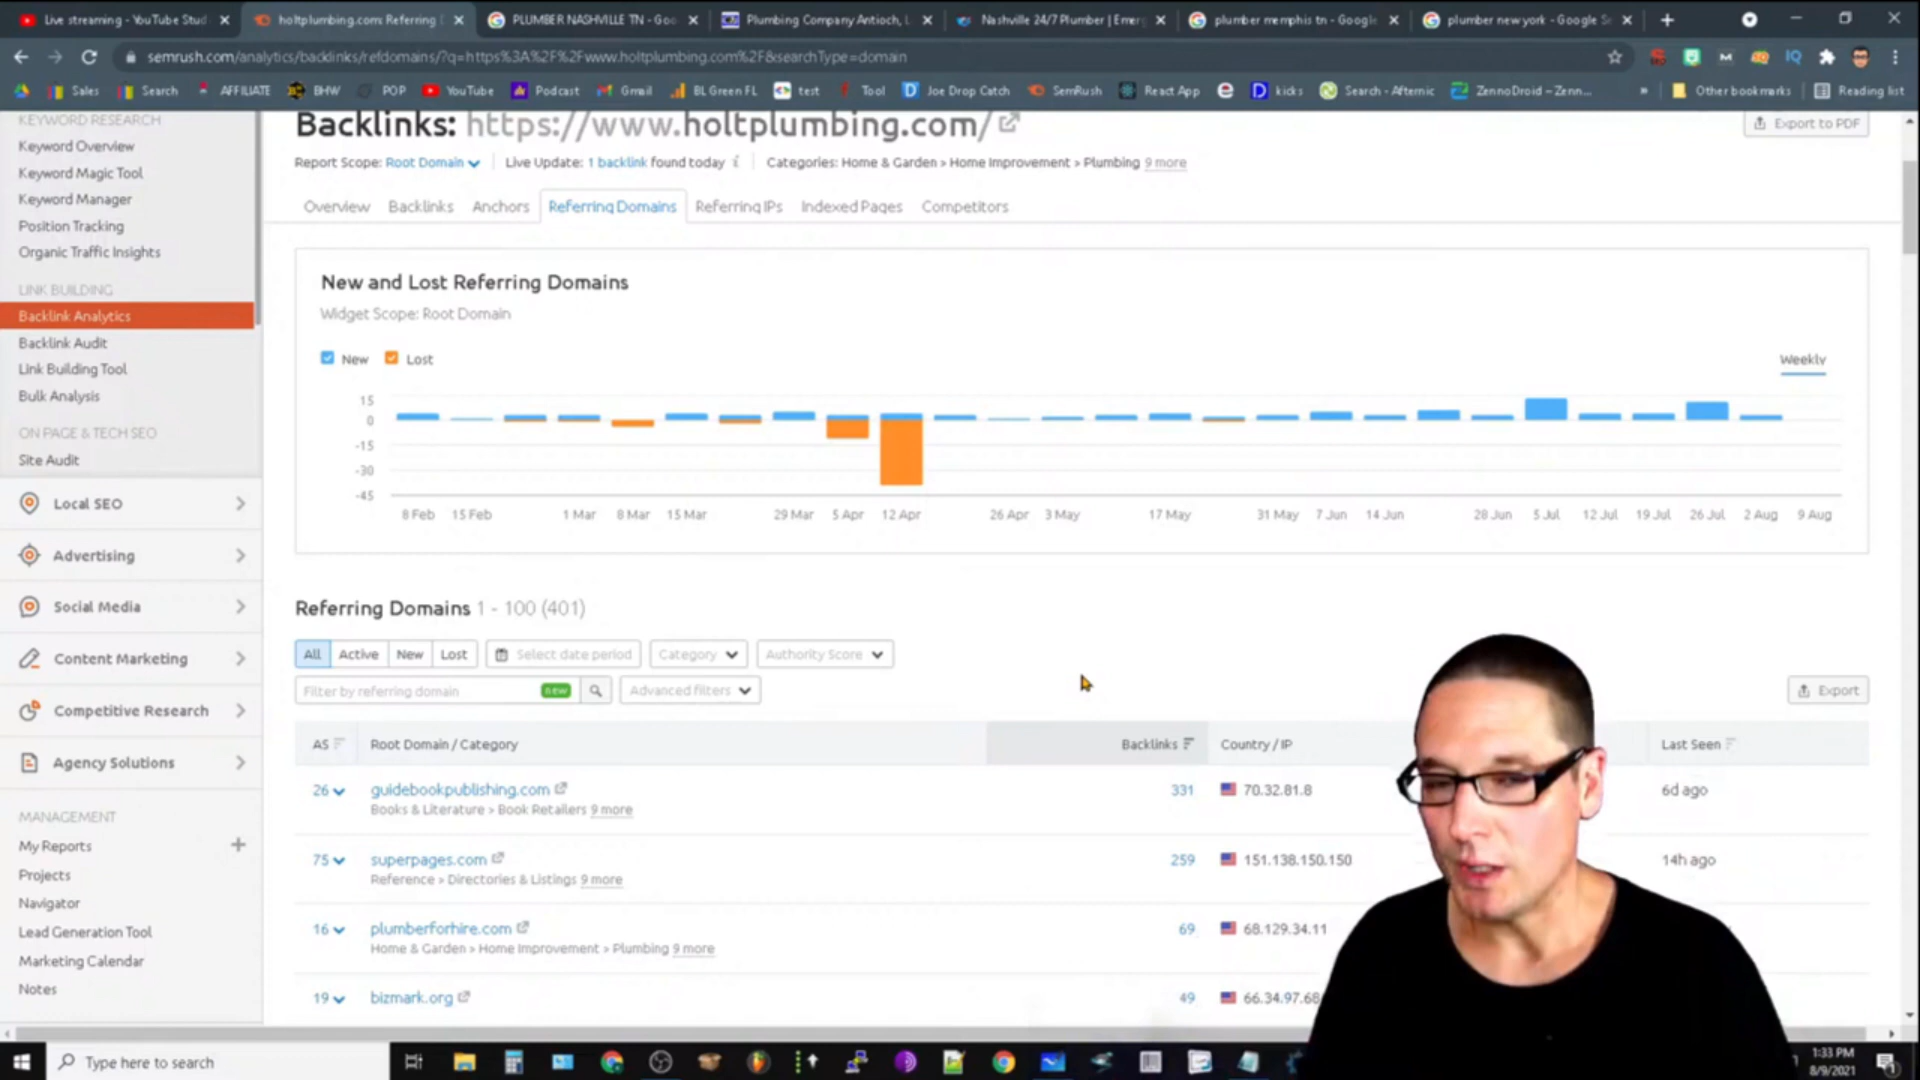 Live streaming - YouTube Stud
holtplumbing.com: Referring
PLUMBER NASHVILLE TN - Goo
Plumbing Company Antioch,
Nashville 24/7 Plumber | Emer
plumber memphis tn - Google
plumber new york - Google S
semrush.com/analytics/backlinks/refdomains/?q=https%3A%2F%2Fwww.holtplumbing.com%2F&searchType=domain
Sales
Search
AFFILIATE
BHW
POP
YouTube
Podcast
Gmail
BL Green FL
test
Tool
Joe Drop Catch
SemRush
React App
kicks
Search - Afternic
ZennoDroid – Zenn...
»
Other bookmarks
Reading list
KEYWORD RESEARCH
Keyword Overview
Keyword Magic Tool
Keyword Manager
Position Tracking
Organic Traffic Insights
LINK BUILDING
Backlink Analytics
Backlink Audit
Link Building Tool
Bulk Analysis
ON PAGE & TECH SEO
Site Audit
Local SEO
Advertising
Social Media
Content Marketing
Competitive Research
Agency Solutions
MANAGEMENT
My Reports
Projects
Navigator
Lead Generation Tool
Marketing Calendar
Notes
Backlinks: https://www.holtplumbing.com/
Export to PDF
Report Scope: Root Domain
Live Update: 1 backlink found today i
Categories: Home & Garden > Home Improvement > Plumbing 9 more
Overview
Backlinks
Anchors
Referring Domains
Referring IPs
Indexed Pages
Competitors
New and Lost Referring Domains
Widget Scope: Root Domain
New
Lost
Weekly
15
0
-15
-30
-45
8 Feb 15 Feb 1 Mar 8 Mar 15 Mar 29 Mar 5 Apr 12 Apr 26 Apr 3 May 17 May 31 May 7 Jun 14 Jun 28 Jun 5 Jul 12 Jul 19 Jul 26 Jul 2 Aug 9 Aug
Referring Domains 1 - 100 (401)
All Active New Lost
Select date period
Category
Authority Score
Filter by referring domain new
Advanced filters
Export
AS Root Domain / Category Backlinks Country / IP Last Seen
26 guidebookpublishing.com 331 70.32.81.8 6d ago
Books & Literature > Book Retailers 9 more
75 superpages.com 259 151.138.150.150 14h ago
Reference > Directories & Listings 9 more
16 plumberforhire.com 69 68.129.34.11
Home & Garden > Home Improvement > Plumbing 9 more
19 bizmark.org 49 66.34.97.68
Type here to search
1:33 PM
8/9/2021